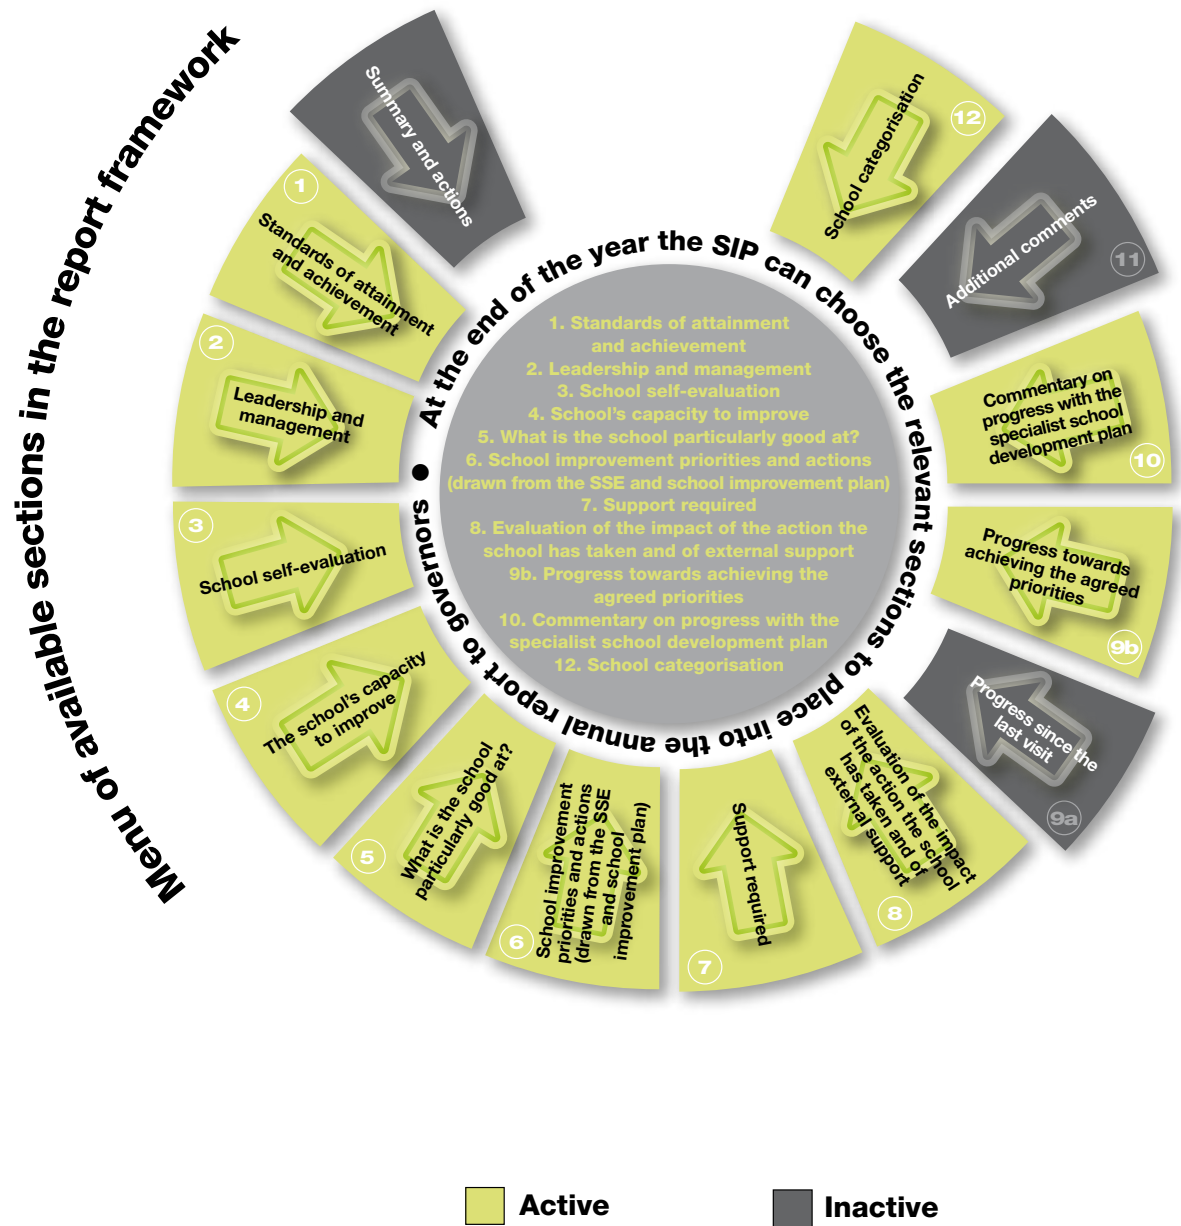 Menu of available sections in the report framework
Summary and actions
1
Standards of attainment
and achievement
2
Leadership and
management
3
School self-evaluation
4
The school's capacity
to improve
5
What is the school
particularly good at?
6
School improvement
priorities and actions
(drawn from the SSE
and school
improvement plan)
7
Support required
8
Evaluation of the impact
of the action the school
has taken and of
external support
9a
Progress since the
last visit
9b
Progress towards
achieving the agreed
priorities
10
Commentary on
progress with the
specialist school
development plan
11
Additional comments
12
School categorisation
At the end of the year the SIP can choose the relevant sections to place into the annual report to governors •
1. Standards of attainment
and achievement
2. Leadership and management
3. School self-evaluation
4. School's capacity to improve
5. What is the school particularly good at?
6. School improvement priorities and actions
(drawn from the SSE and school improvement plan)
7. Support required
8. Evaluation of the impact of the action the
school has taken and of external support
9b. Progress towards achieving the
agreed priorities
10. Commentary on progress with the
specialist school development plan
12. School categorisation
Active
Inactive